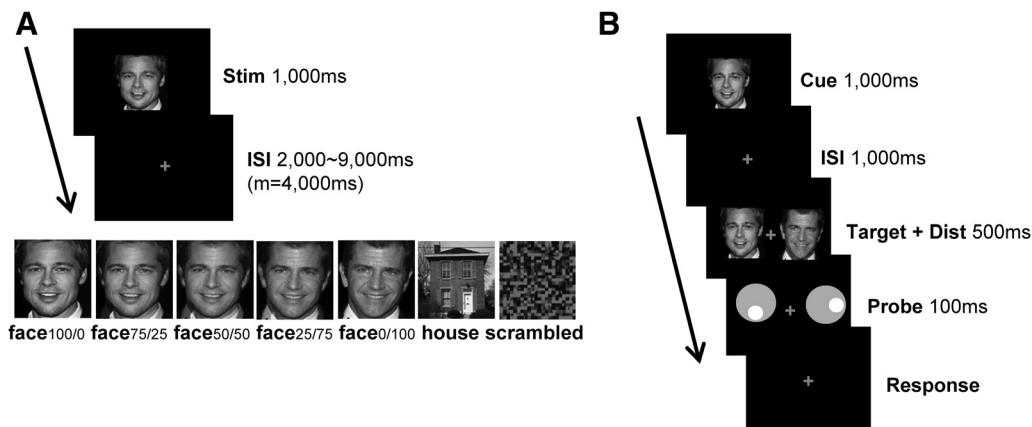 A
Stim 1,000ms
ISI 2,000~9,000ms
(m=4,000ms)
face100/0 face75/25 face50/50 face25/75 face0/100 house scrambled
B
Cue 1,000ms
ISI 1,000ms
Target + Dist 500ms
Probe 100ms
Response